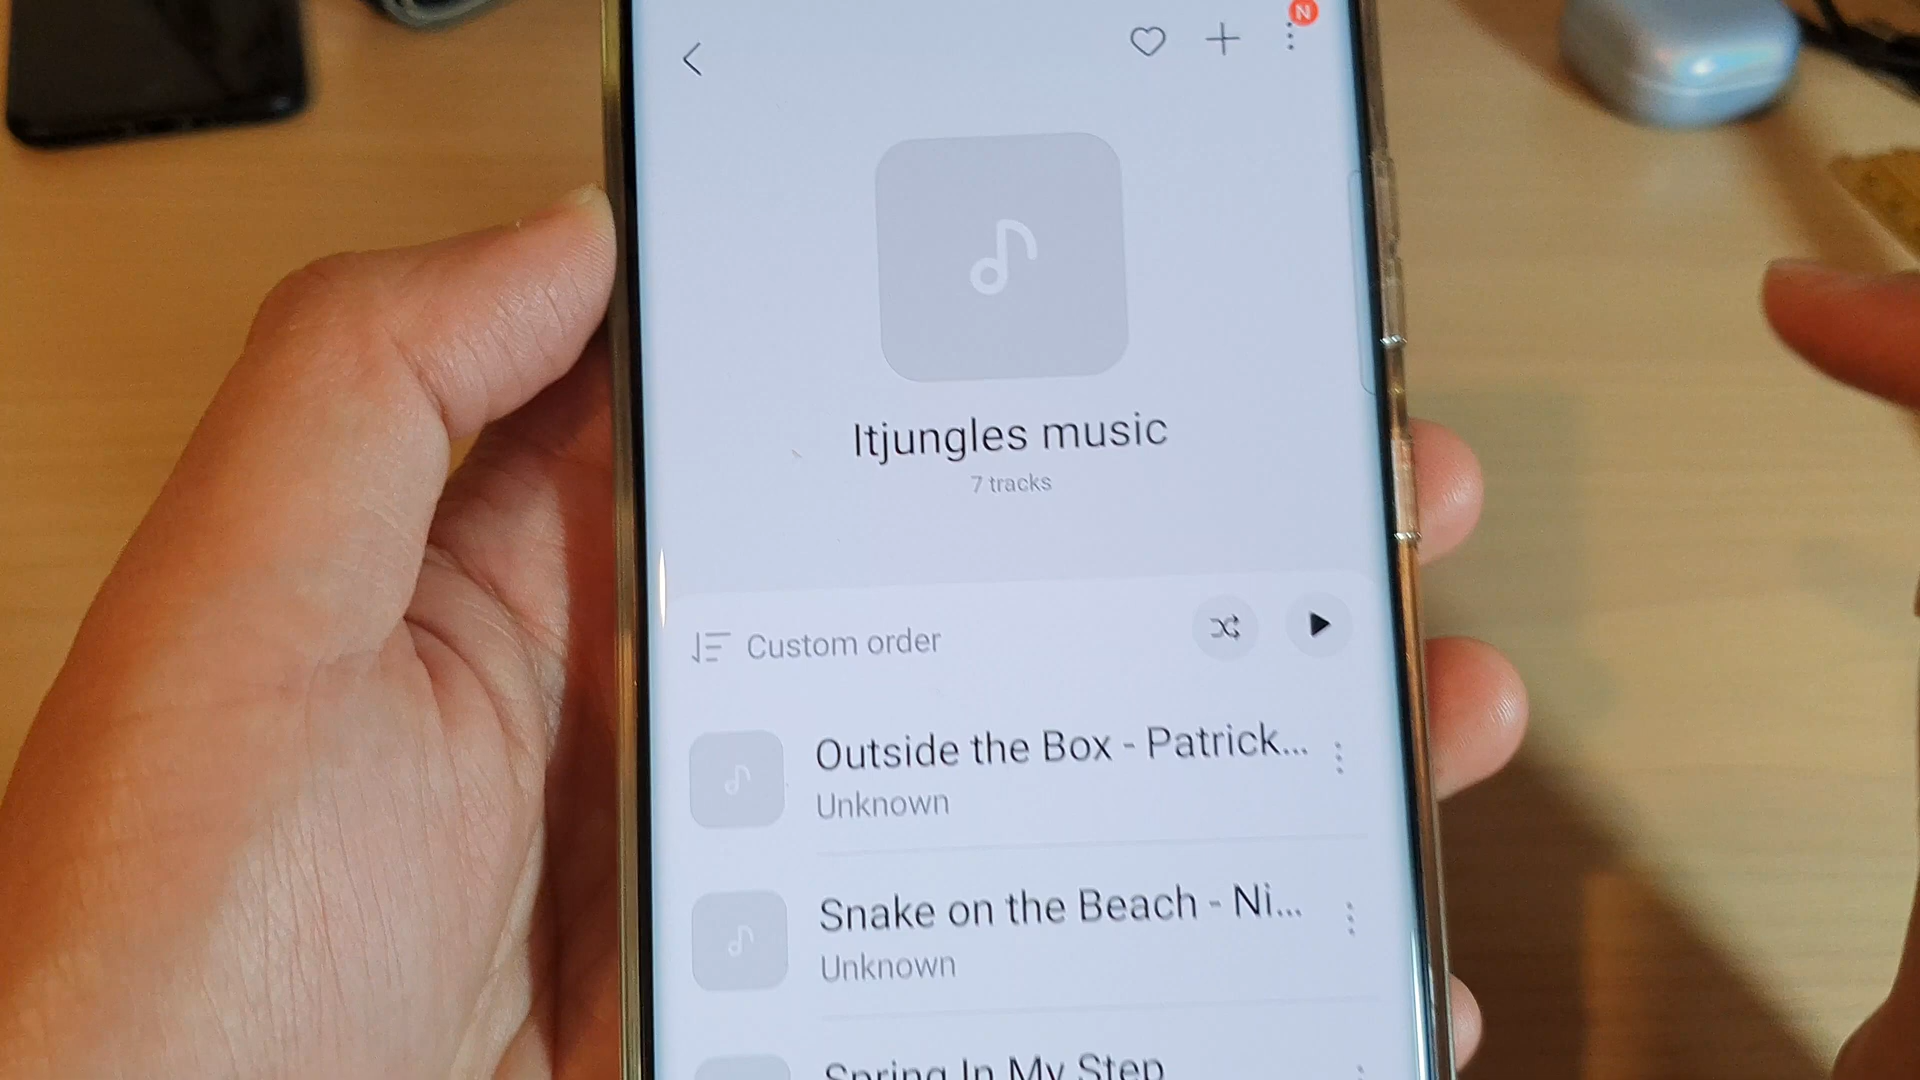 N
Itjungles music
7 tracks
Custom order
Outside the Box - Patrick...
Unknown
Snake on the Beach - Ni...
Unknown
Spring In My Step